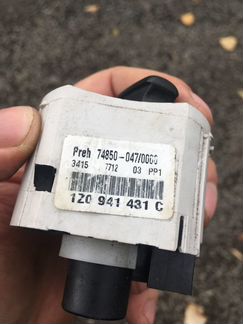 Preh 74850-047/0000
3415 7712 03 PP1
1Z0 941 431 C